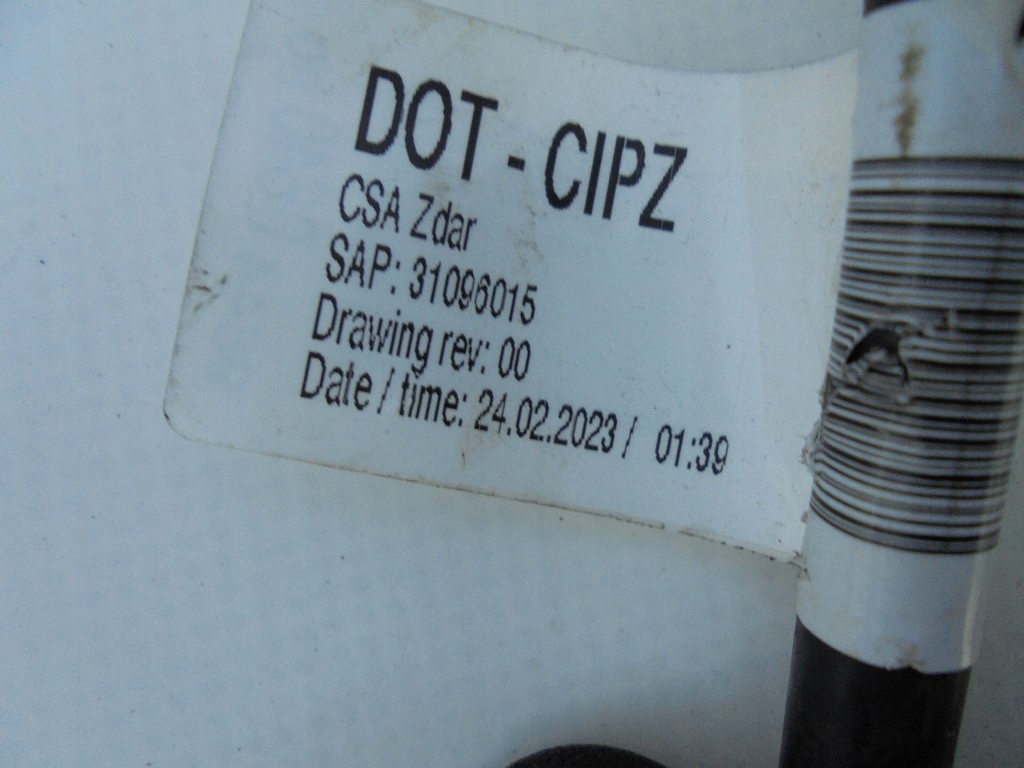 DOT - CIPZ
CSA Zdar
SAP: 31096015
Drawing rev: 00
Date / time: 24.02.2023 / 01:39